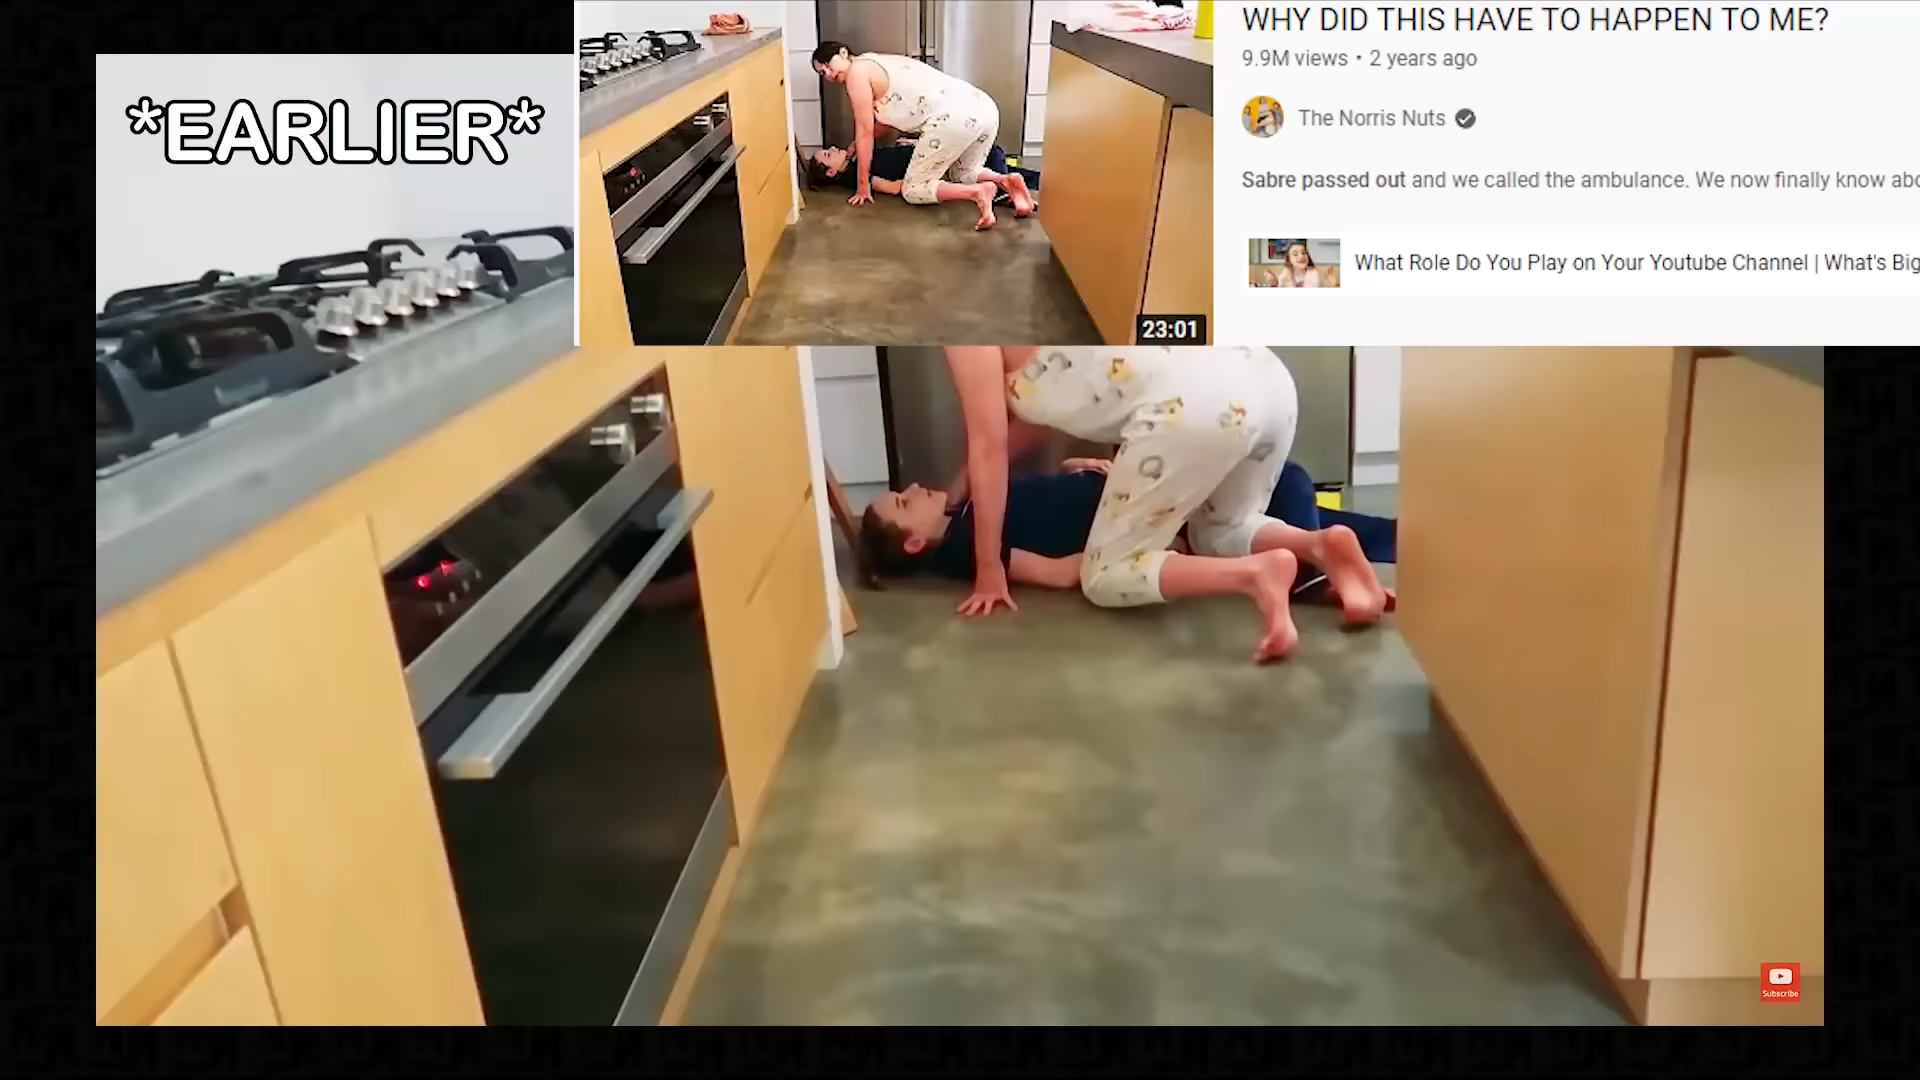 *EARLIER*
WHY DID THIS HAVE TO HAPPEN TO ME?
9.9M views • 2 years ago
The Norris Nuts
Sabre passed out and we called the ambulance. We now finally know abo
What Role Do You Play on Your Youtube Channel | What's Big
23:01
Subscribe